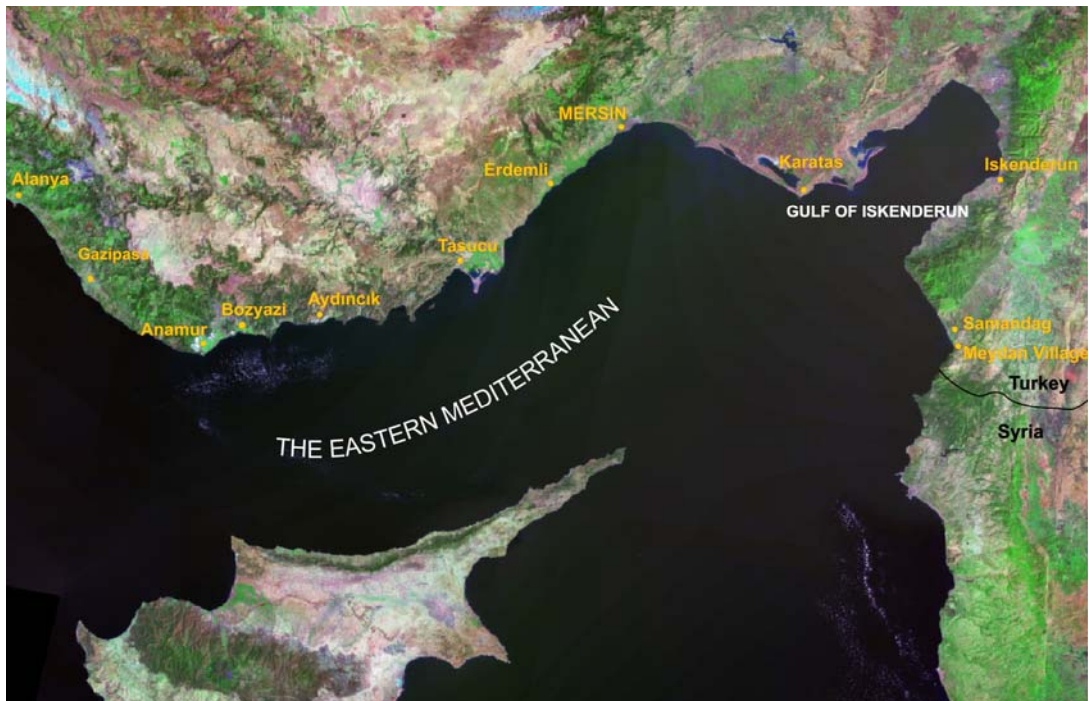 MERSIN
Erdemli
Karatas
Iskenderun
Alanya
GULF OF ISKENDERUN
Tasucu
Gazipasa
Bozyazi
Aydıncık
Anamur
Samandag
Meydan Village
THE EASTERN MEDITERRANEAN
Turkey
Syria